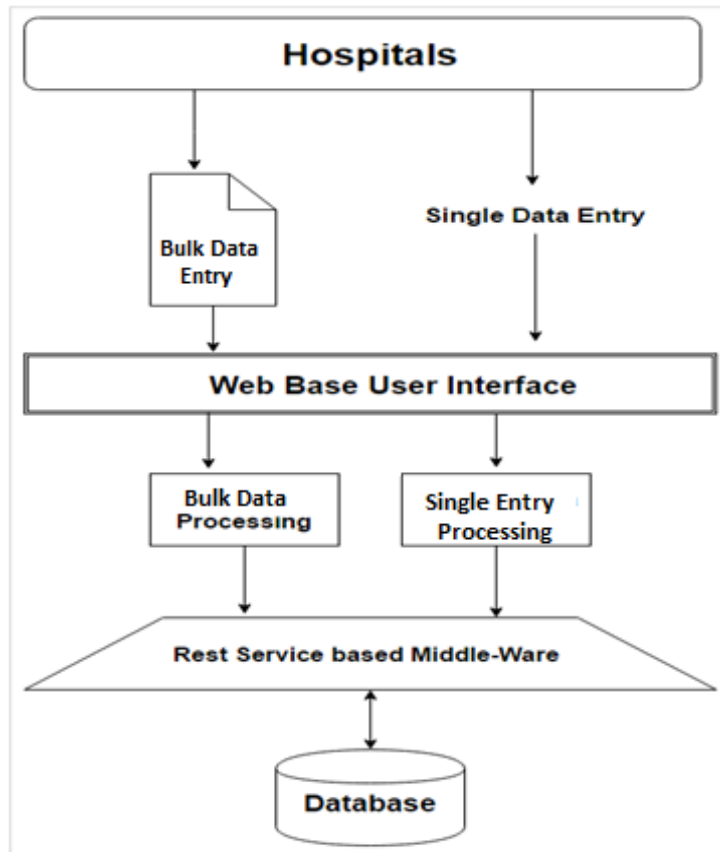 Hospitals
Bulk Data
Entry
Single Data Entry
Web Base User Interface
Bulk Data
Processing
Single Entry
Processing
Rest Service based Middle-Ware
Database